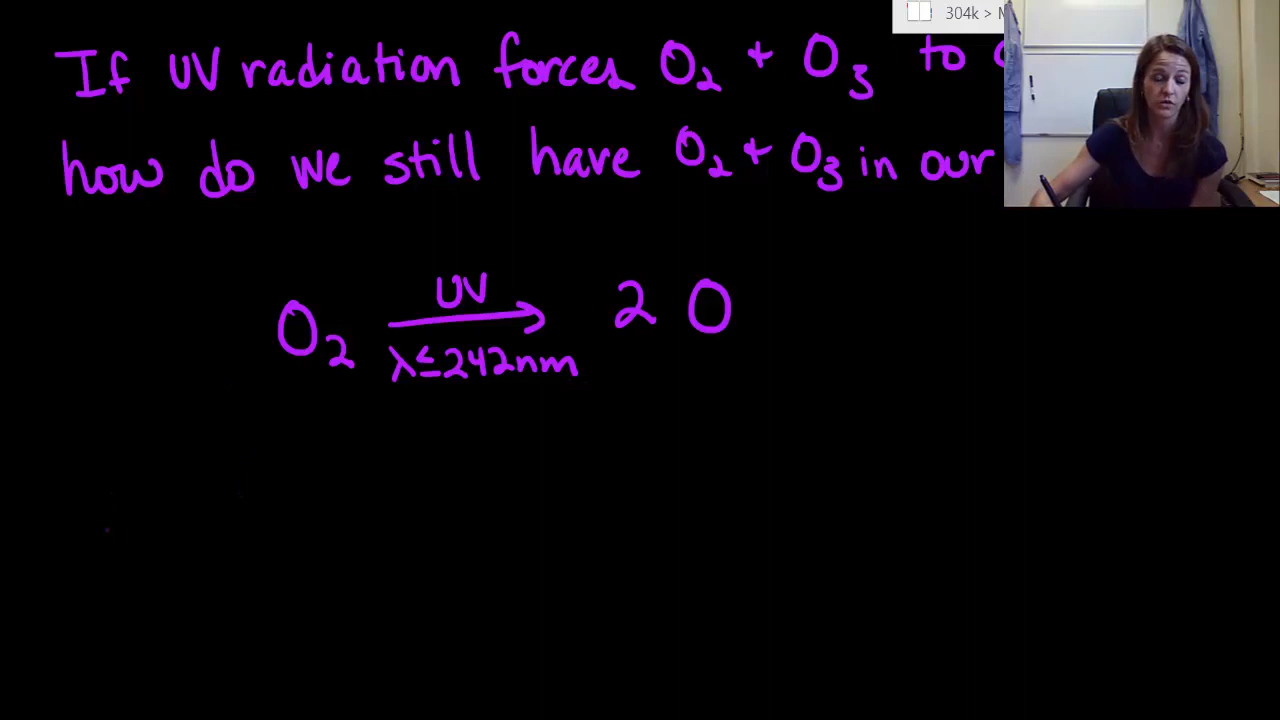 304k > M
If UV radiation forces O₂ + O₃ to
how do we still have O₂ + O₃ in our
O₂ UV → 2 O
λ≤242nm